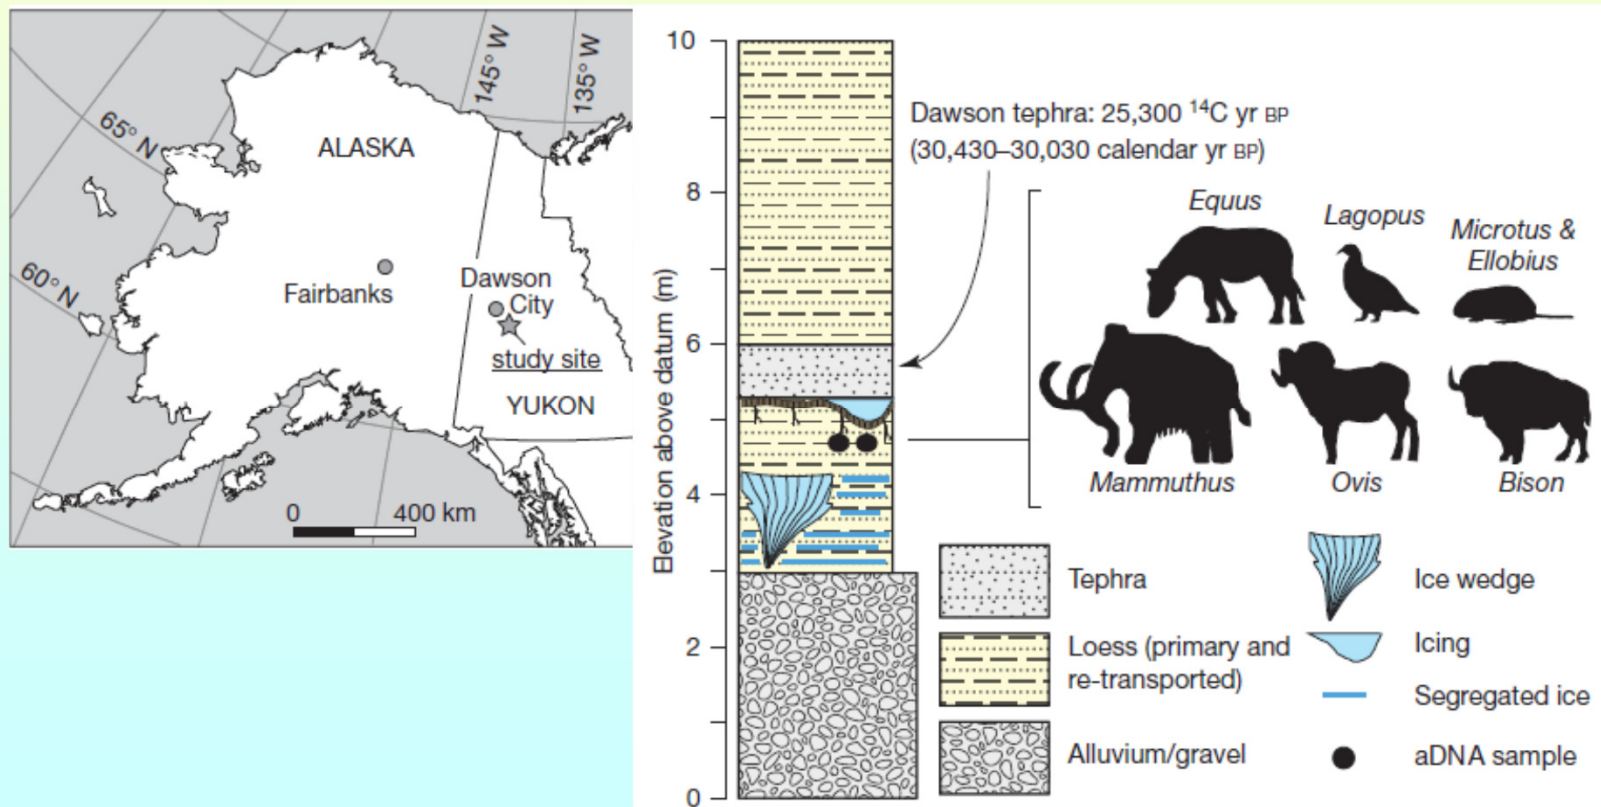 145° W
135° W
65° N
ALASKA
60° N
Fairbanks
Dawson
City
study site
YUKON
0 400 km
Elevation above datum (m)
10
8
6
4
2
0
Dawson tephra: 25,300 ¹⁴C yr BP
(30,430–30,030 calendar yr BP)
Equus
Lagopus
Microtus &
Ellobius
Mammuthus
Ovis
Bison
Tephra
Loess (primary and
re-transported)
Alluvium/gravel
Ice wedge
Icing
Segregated ice
aDNA sample